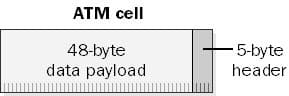 ATM cell
48-byte
data payload
5-byte
header